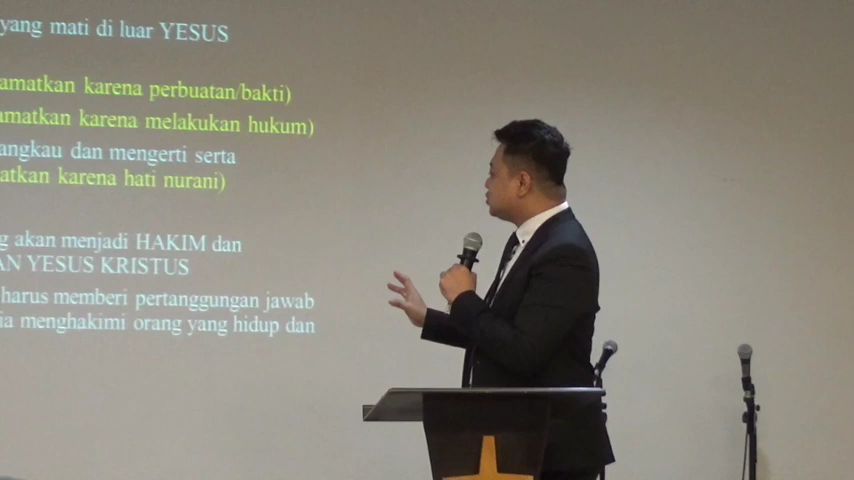 yang mati di luar YESUS
amatkan karena perbuatan/bakti)
amatkan karena melakukan hukum)
angkau dan mengerti serta
atkan karena hati nurani)
g akan menjadi HAKIM dan
AN YESUS KRISTUS
harus memberi pertanggungan jawab
ia menghakimi orang yang hidup dan